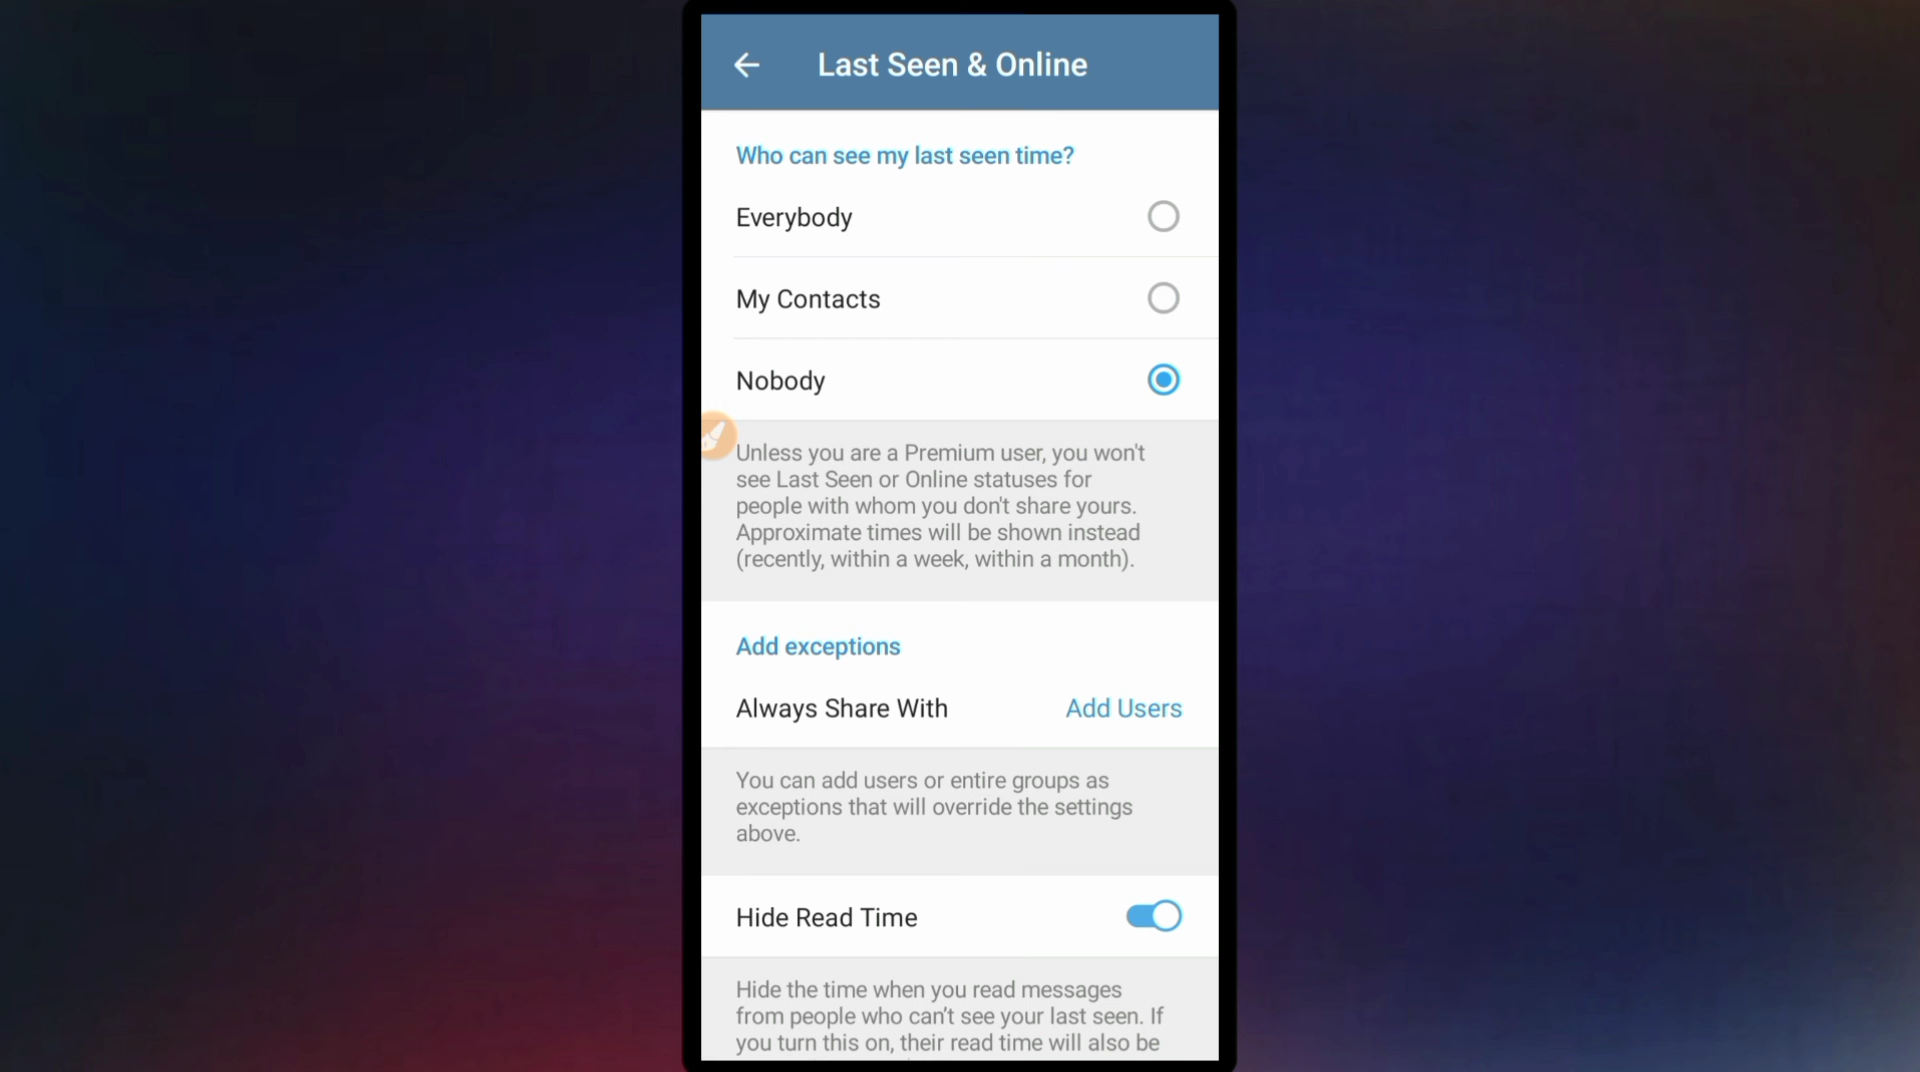 Last Seen & Online
Who can see my last seen time?
Everybody
My Contacts
Nobody
Unless you are a Premium user, you won't
see Last Seen or Online statuses for
people with whom you don't share yours.
Approximate times will be shown instead
(recently, within a week, within a month).
Add exceptions
Always Share With Add Users
You can add users or entire groups as
exceptions that will override the settings
above.
Hide Read Time
Hide the time when you read messages
from people who can't see your last seen. If
you turn this on, their read time will also be